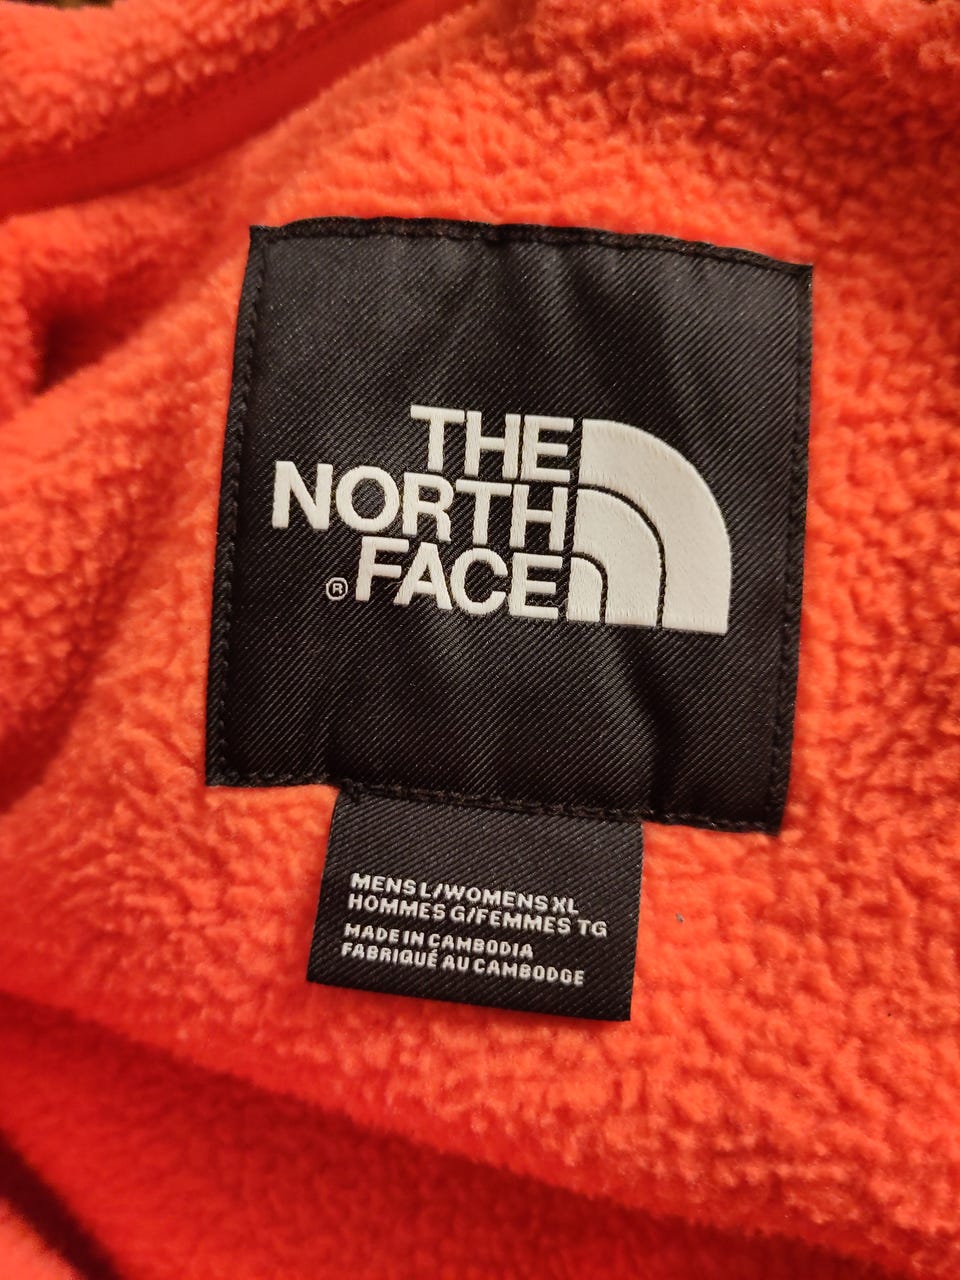 THE
NORTH
® FACE
MENS L/WOMENS XL
HOMMES G/FEMMES TG
MADE IN CAMBODIA
FABRIQUÉ AU CAMBODGE